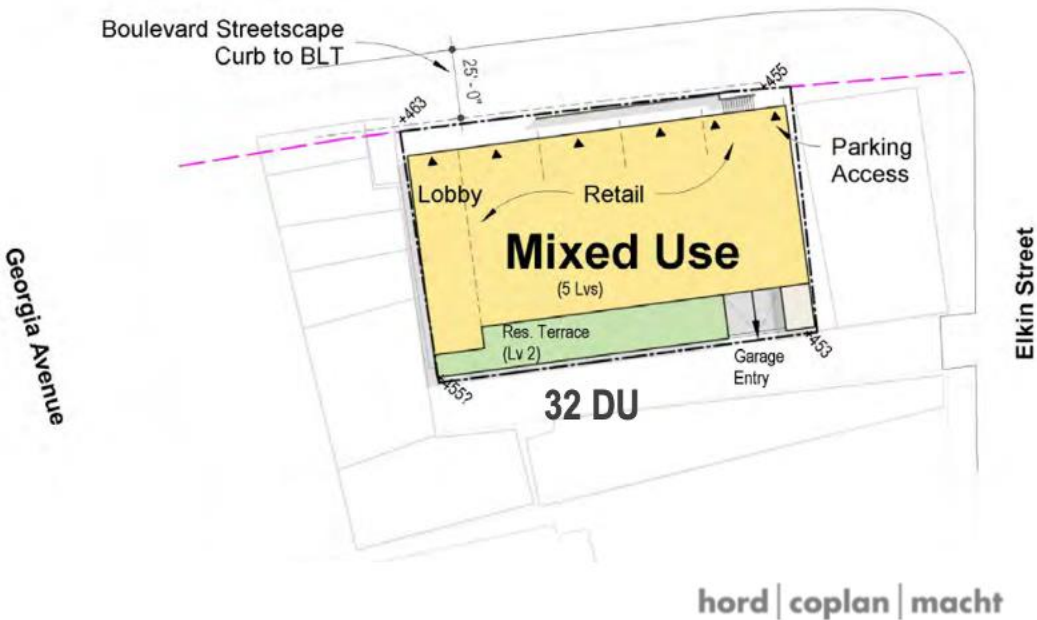 Boulevard Streetscape
Curb to BLT
25' - 0"
+463
+455
Parking
Access
Lobby
Retail
Mixed Use
(5 Lvs)
Res. Terrace
(Lv 2)
Garage
Entry
+453
+455?
32 DU
Georgia Avenue
Elkin Street
hord | coplan | macht